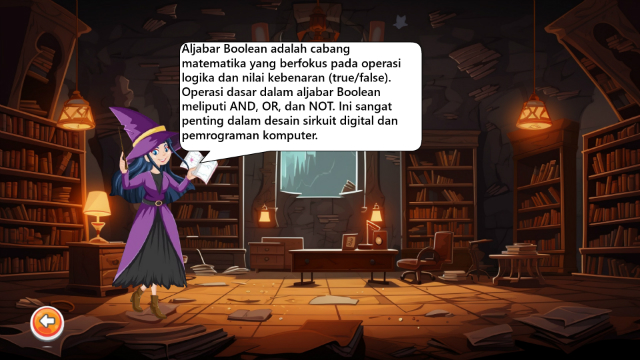 Aljabar Boolean adalah cabang
matematika yang berfokus pada operasi
logika dan nilai kebenaran (true/false).
Operasi dasar dalam aljabar Boolean
meliputi AND, OR, dan NOT. Ini sangat
penting dalam desain sirkuit digital dan
pemrograman komputer.